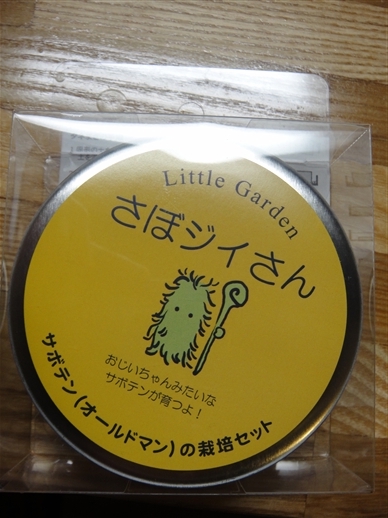 Little Garden
さぼジイさん
おじいちゃんみたいな
サボテンが育つよ！
サボテン(オールドマン)の栽培セット